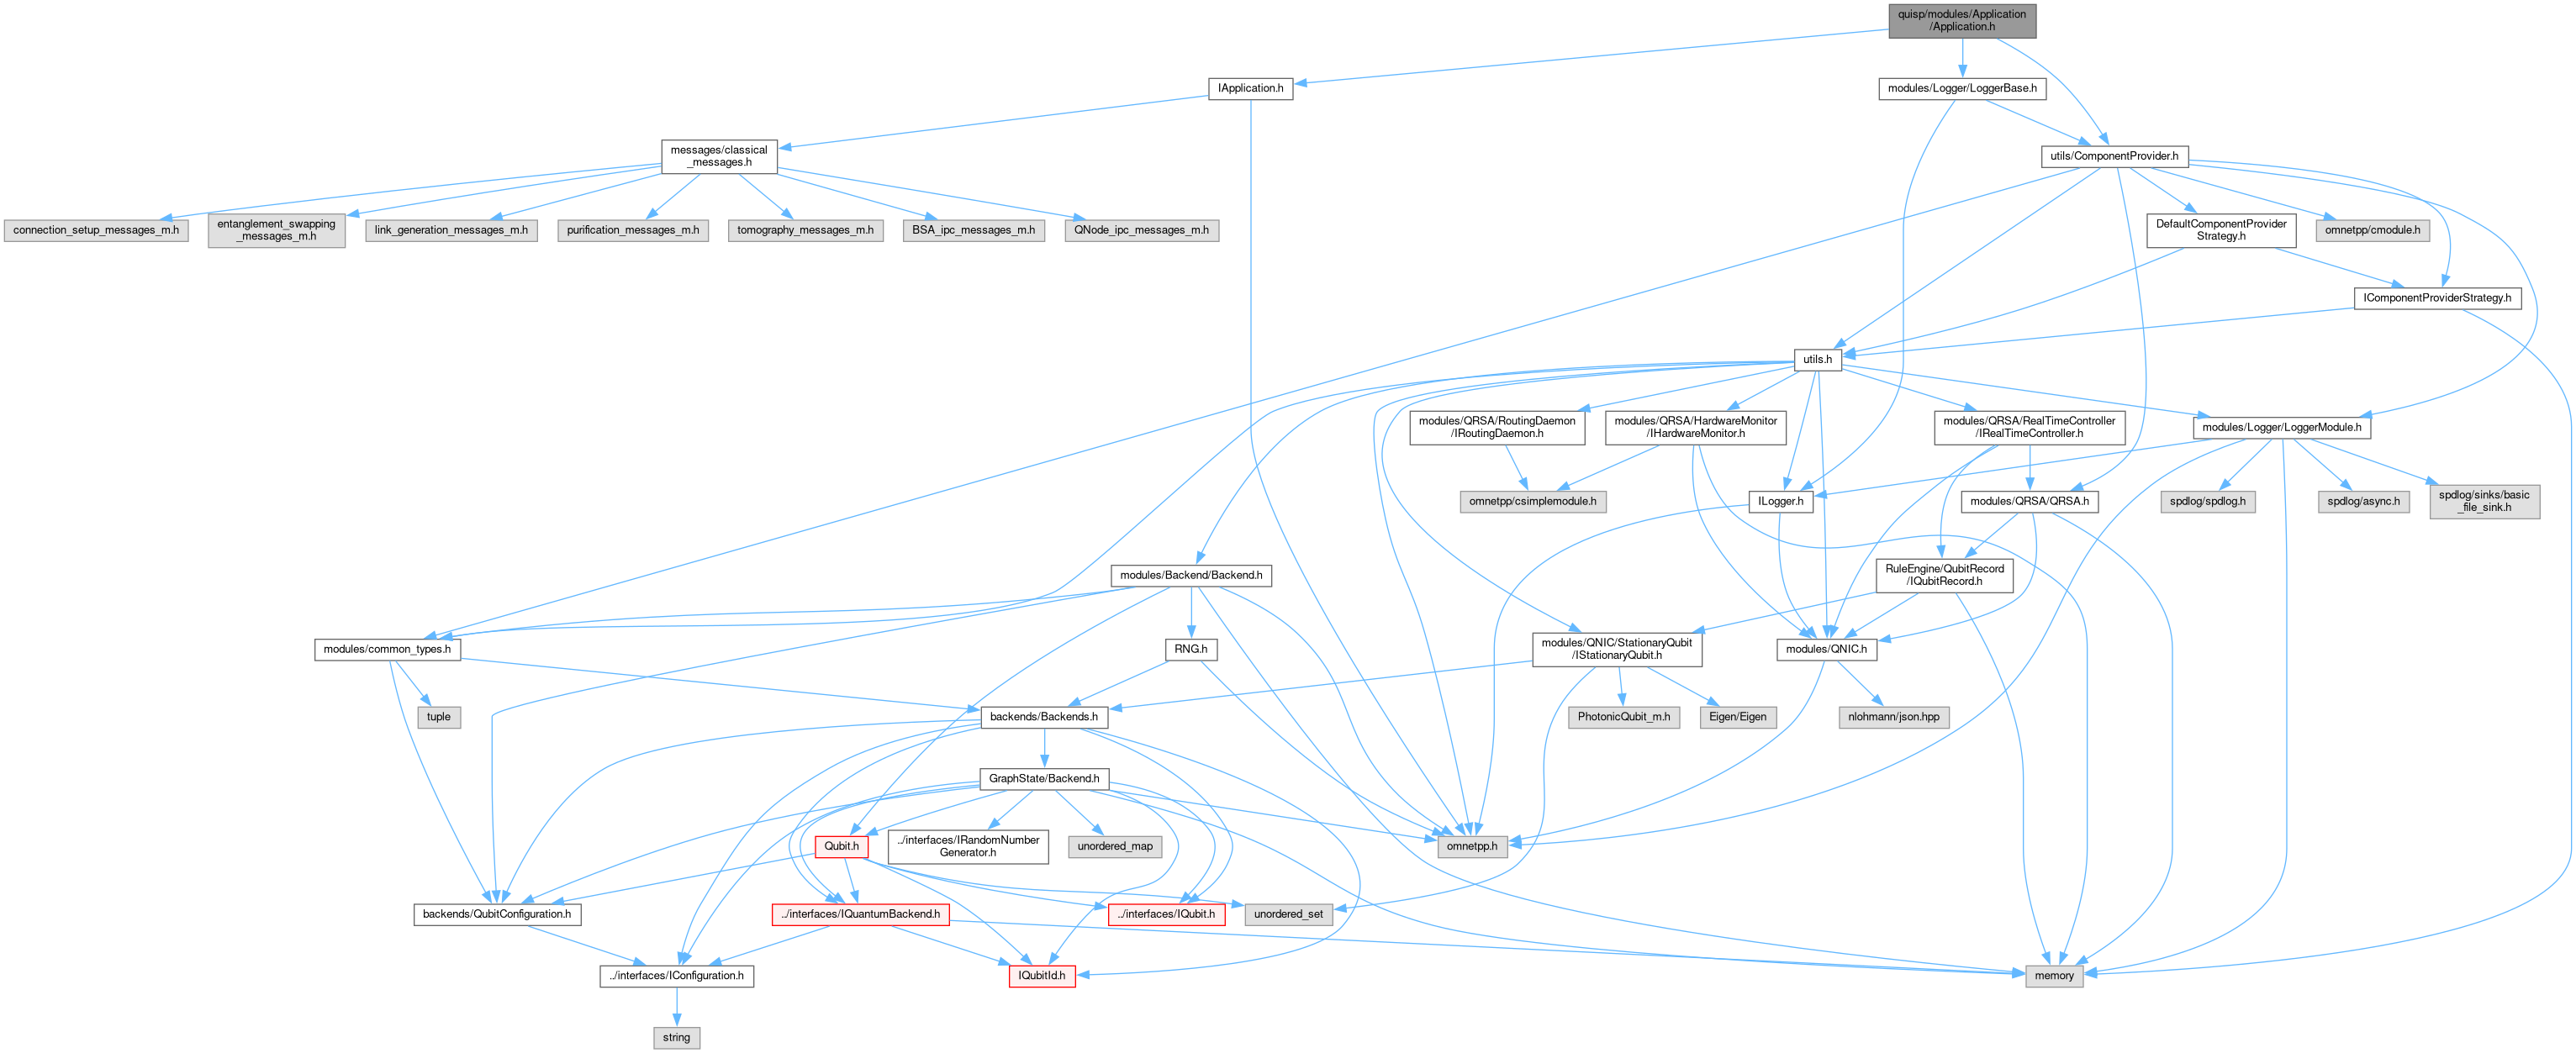 quisp/modules/Application
/Application.h
IApplication.h
modules/Logger/LoggerBase.h
messages/classical
_messages.h
utils/ComponentProvider.h
connection_setup_messages_m.h
entanglement_swapping
_messages_m.h
link_generation_messages_m.h
purification_messages_m.h
tomography_messages_m.h
BSA_ipc_messages_m.h
QNode_ipc_messages_m.h
DefaultComponentProvider
Strategy.h
omnetpp/cmodule.h
IComponentProviderStrategy.h
utils.h
modules/QRSA/RoutingDaemon
/IRoutingDaemon.h
modules/QRSA/HardwareMonitor
/IHardwareMonitor.h
modules/QRSA/RealTimeController
/IRealTimeController.h
modules/Logger/LoggerModule.h
omnetpp/csimplemodule.h
ILogger.h
modules/QRSA/QRSA.h
spdlog/spdlog.h
spdlog/async.h
spdlog/sinks/basic
_file_sink.h
modules/Backend/Backend.h
RuleEngine/QubitRecord
/IQubitRecord.h
modules/common_types.h
RNG.h
modules/QNIC/StationaryQubit
/IStationaryQubit.h
modules/QNIC.h
tuple
backends/Backends.h
PhotonicQubit_m.h
Eigen/Eigen
nlohmann/json.hpp
GraphState/Backend.h
Qubit.h
../interfaces/IRandomNumber
Generator.h
unordered_map
omnetpp.h
backends/QubitConfiguration.h
../interfaces/IQuantumBackend.h
../interfaces/IQubit.h
unordered_set
../interfaces/IConfiguration.h
IQubitId.h
memory
string